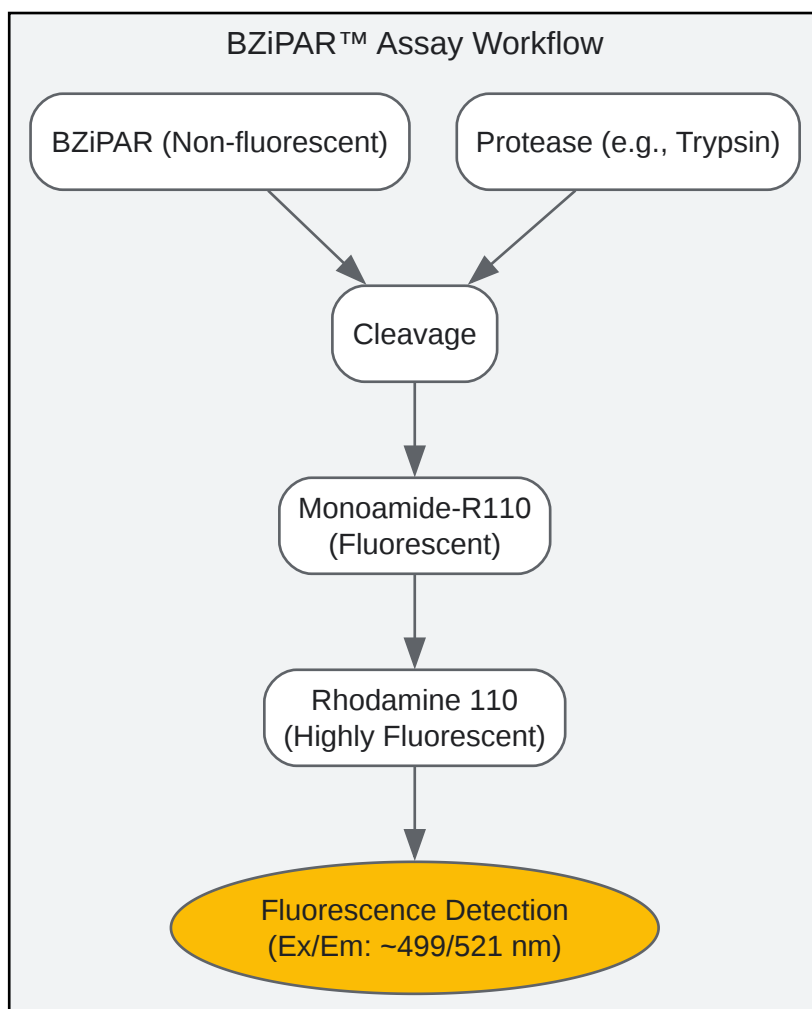 BZiPAR™ Assay Workflow
BZiPAR (Non-fluorescent)
Protease (e.g., Trypsin)
Cleavage
Monoamide-R110
(Fluorescent)
Rhodamine 110
(Highly Fluorescent)
Fluorescence Detection
(Ex/Em: ~499/521 nm)